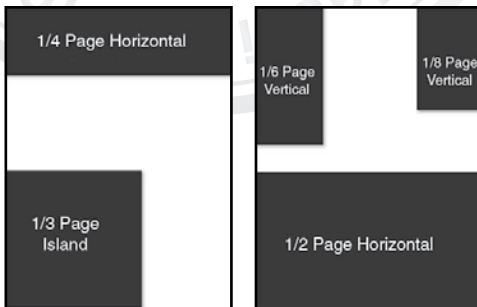 1/4 Page Horizontal
1/3 Page
Island
1/6 Page
Vertical
1/8 Page
Vertical
1/2 Page Horizontal